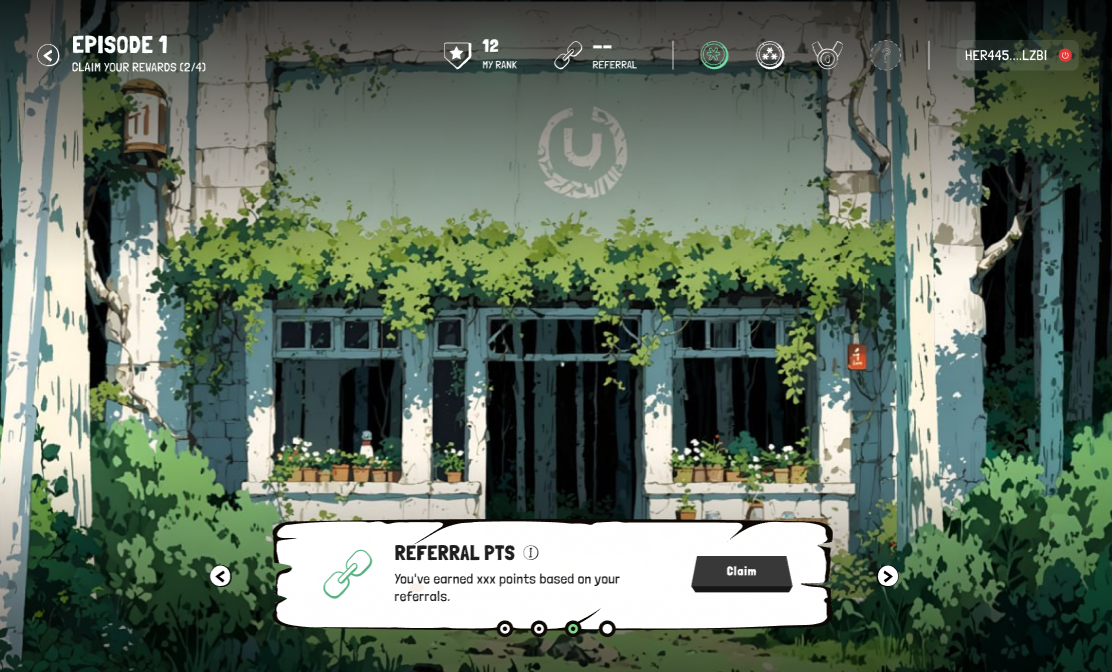 EPISODE 1
CLAIM YOUR REWARDS (2/4)
12
MY RANK
--
REFERRAL
?
HER445....LZBI
U
REFERRAL PTS
You've earned xxx points based on your
referrals.
Claim